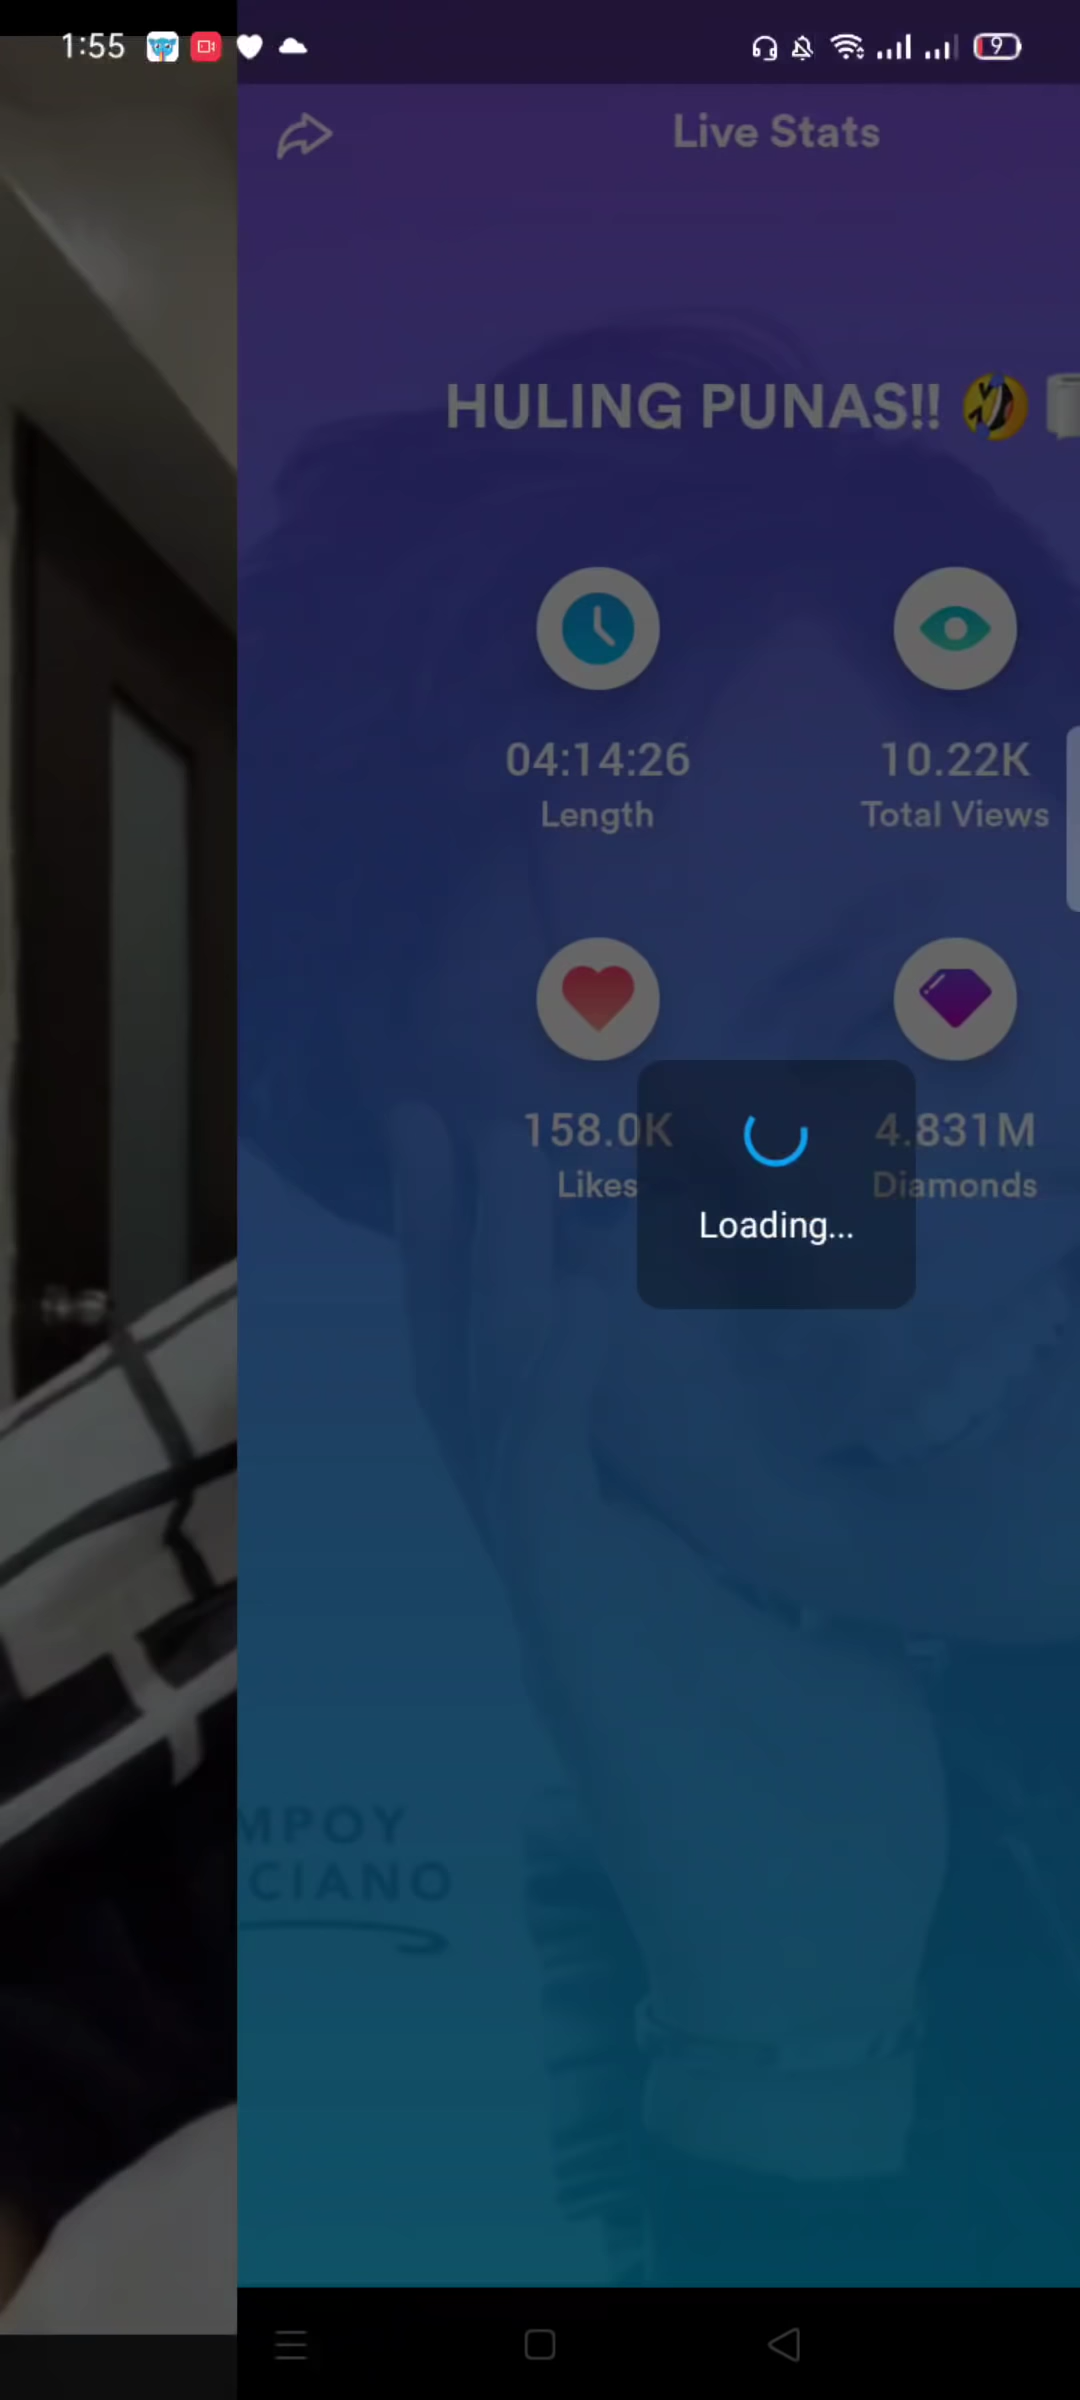 1:55
9
Live Stats
HULING PUNAS!! 🤣🧻
04:14:26
10.22K
Length
Total Views
158.0K
4.831M
Likes
Diamonds
Loading...
MPOY
CIANO